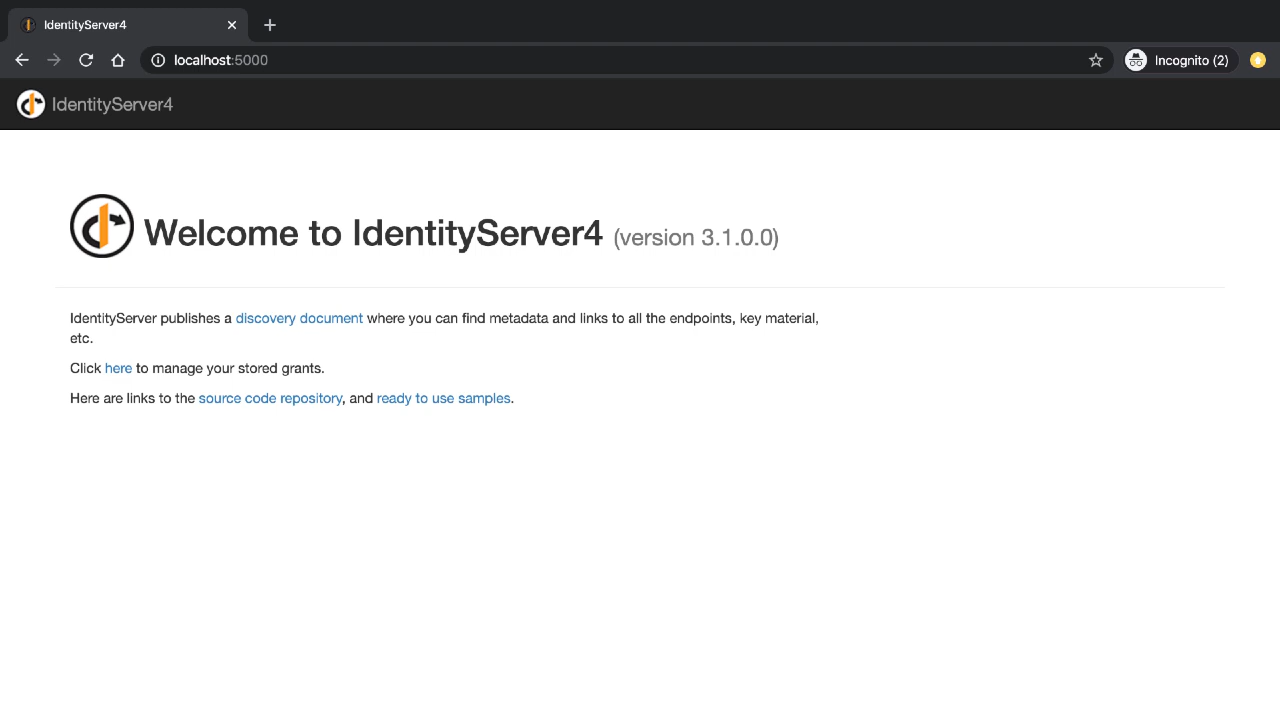 IdentityServer4
localhost:5000
Incognito (2)
IdentityServer4
Welcome to IdentityServer4 (version 3.1.0.0)
IdentityServer publishes a discovery document where you can find metadata and links to all the endpoints, key material,
etc.
Click here to manage your stored grants.
Here are links to the source code repository, and ready to use samples.